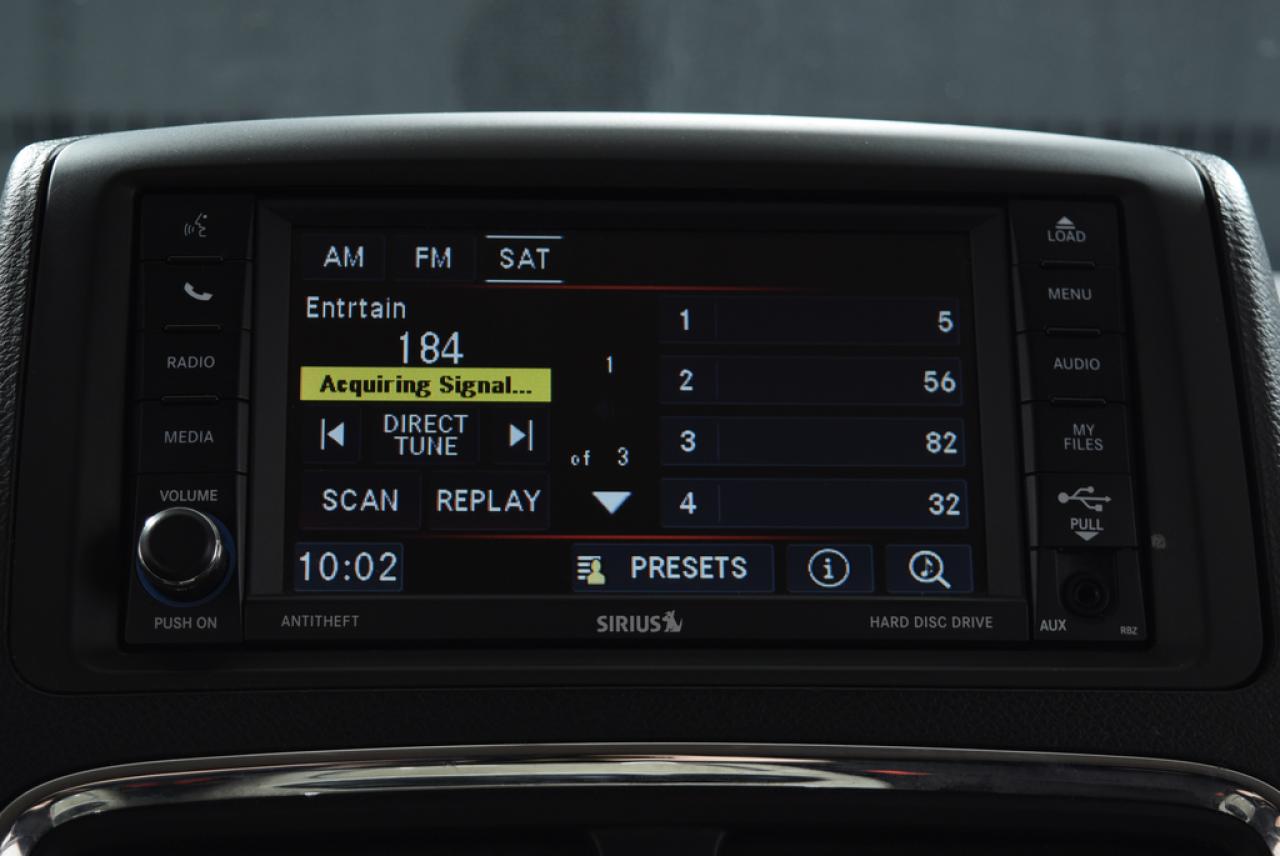 AM FM SAT
Entrtain
184
Acquiring Signal...
DIRECT
TUNE
SCAN REPLAY
1
of 3
1 5
2 56
3 82
4 32
10:02 PRESETS i
RADIO
MEDIA
VOLUME
PUSH ON
LOAD
MENU
AUDIO
MY
FILES
PULL
AUX RBZ
ANTITHEFT SIRIUS HARD DISC DRIVE